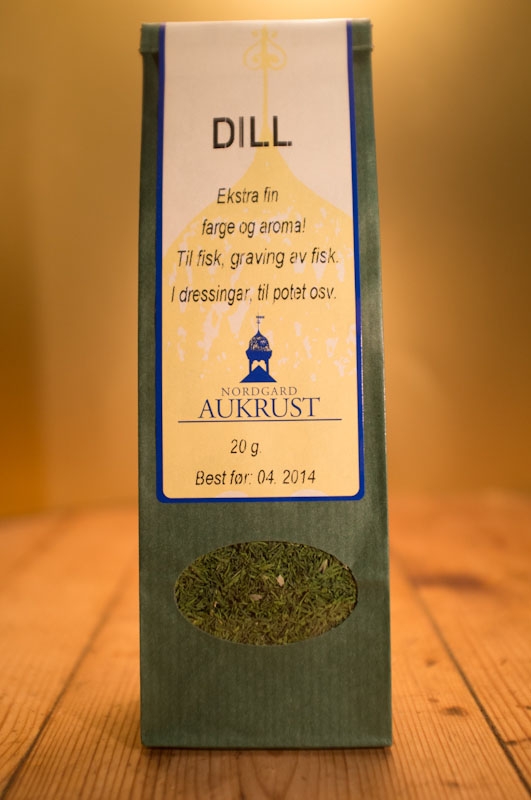 DILL
Ekstra fin
farge og aroma!
Til fisk, graving av fisk.
I dressingar, til potet osv.
NORDGARD
AUKRUST
20 g.
Best før: 04. 2014